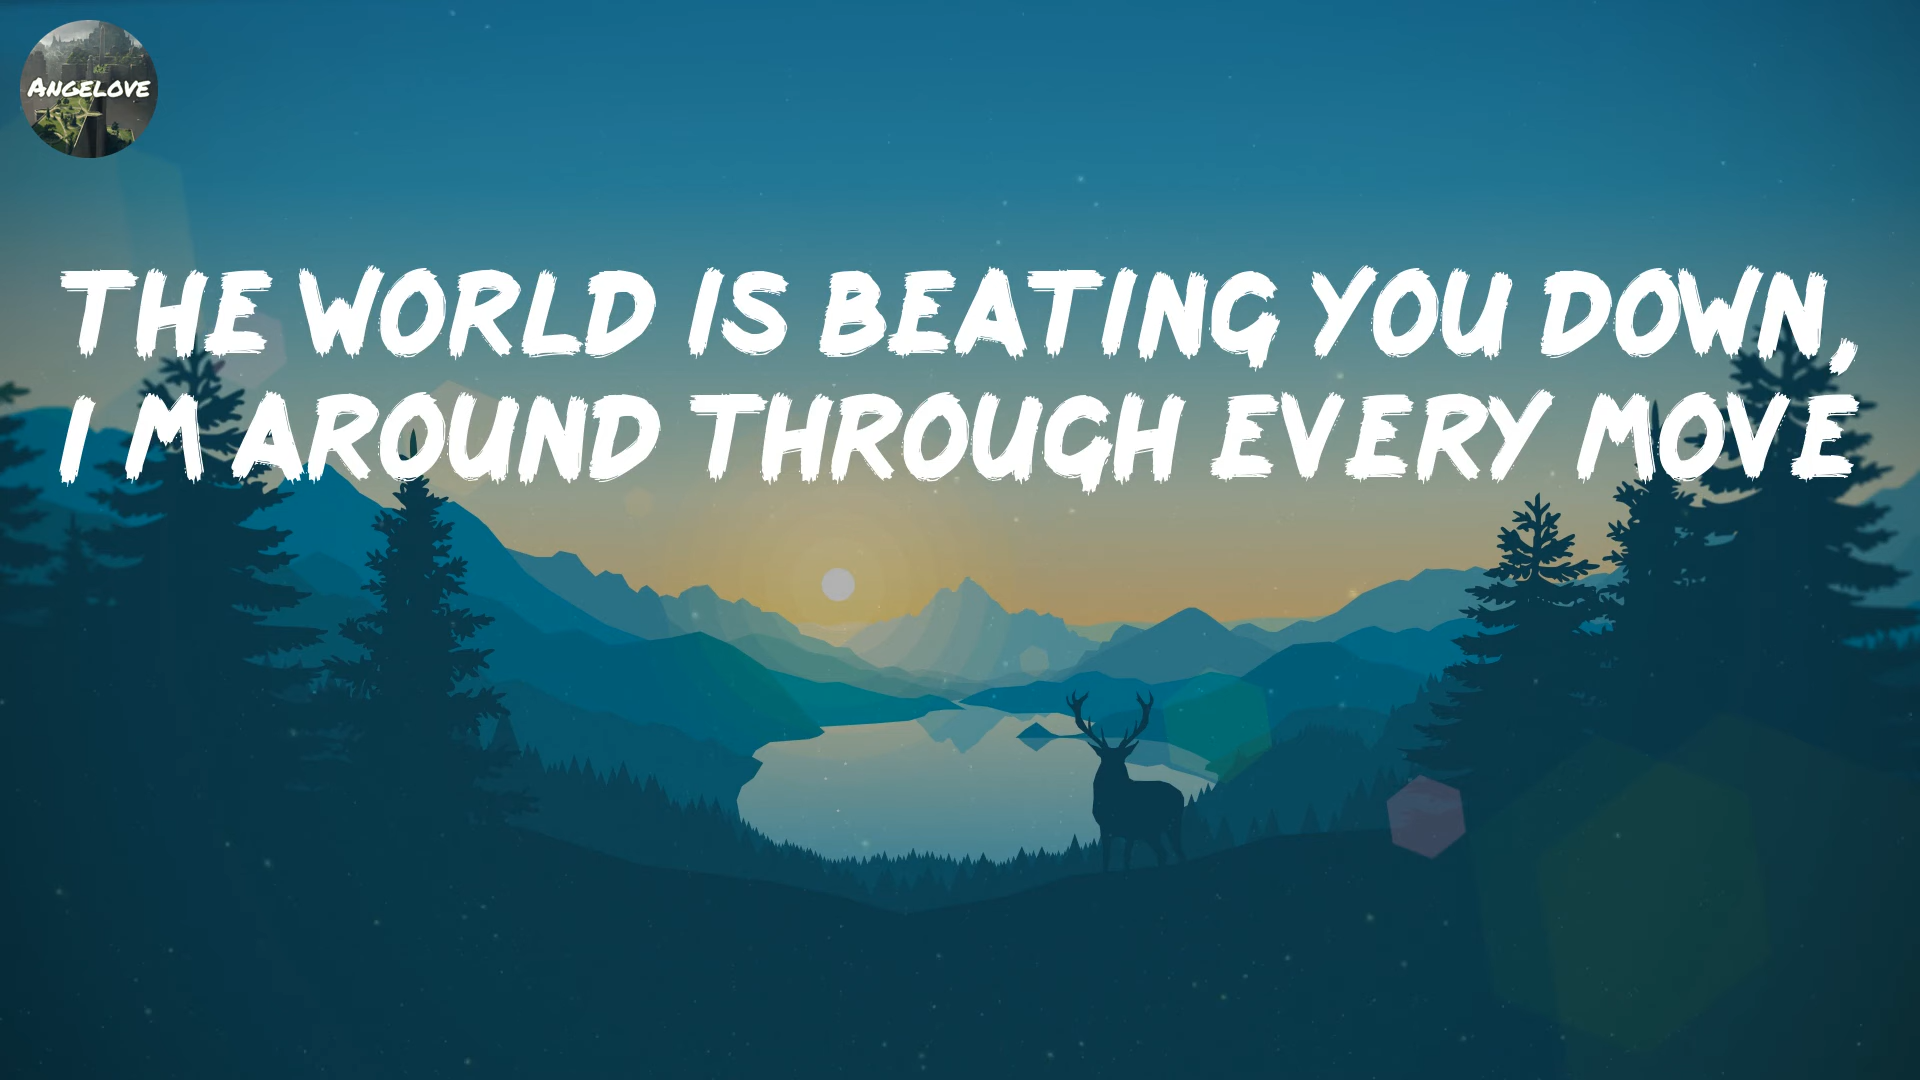 ANGELOVE
THE WORLD IS BEATING YOU DOWN,
I M AROUND THROUGH EVERY MOVE